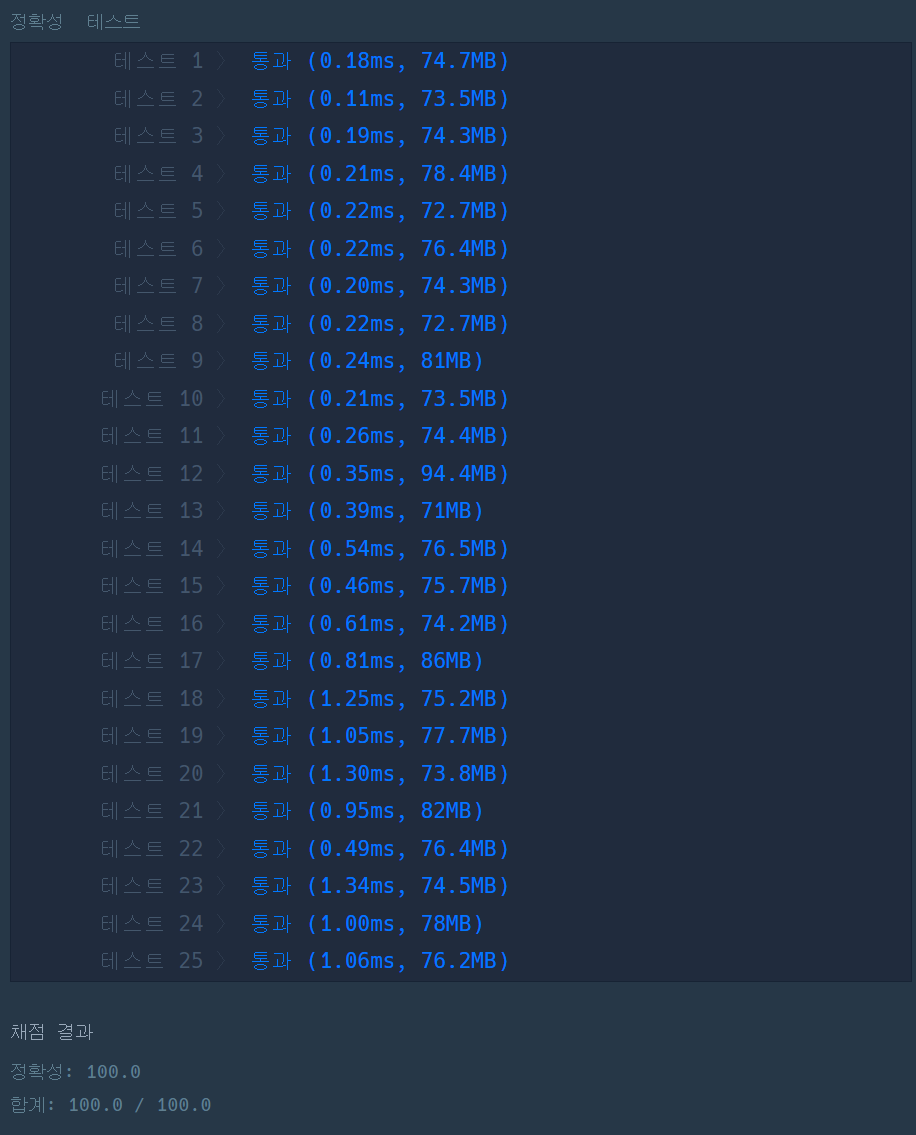 정확성 테스트
테스트 1 〉 통과 (0.18ms, 74.7MB)
테스트 2 〉 통과 (0.11ms, 73.5MB)
테스트 3 〉 통과 (0.19ms, 74.3MB)
테스트 4 〉 통과 (0.21ms, 78.4MB)
테스트 5 〉 통과 (0.22ms, 72.7MB)
테스트 6 〉 통과 (0.22ms, 76.4MB)
테스트 7 〉 통과 (0.20ms, 74.3MB)
테스트 8 〉 통과 (0.22ms, 72.7MB)
테스트 9 〉 통과 (0.24ms, 81MB)
테스트 10 〉 통과 (0.21ms, 73.5MB)
테스트 11 〉 통과 (0.26ms, 74.4MB)
테스트 12 〉 통과 (0.35ms, 94.4MB)
테스트 13 〉 통과 (0.39ms, 71MB)
테스트 14 〉 통과 (0.54ms, 76.5MB)
테스트 15 〉 통과 (0.46ms, 75.7MB)
테스트 16 〉 통과 (0.61ms, 74.2MB)
테스트 17 〉 통과 (0.81ms, 86MB)
테스트 18 〉 통과 (1.25ms, 75.2MB)
테스트 19 〉 통과 (1.05ms, 77.7MB)
테스트 20 〉 통과 (1.30ms, 73.8MB)
테스트 21 〉 통과 (0.95ms, 82MB)
테스트 22 〉 통과 (0.49ms, 76.4MB)
테스트 23 〉 통과 (1.34ms, 74.5MB)
테스트 24 〉 통과 (1.00ms, 78MB)
테스트 25 〉 통과 (1.06ms, 76.2MB)
채점 결과
정확성: 100.0
합계: 100.0 / 100.0